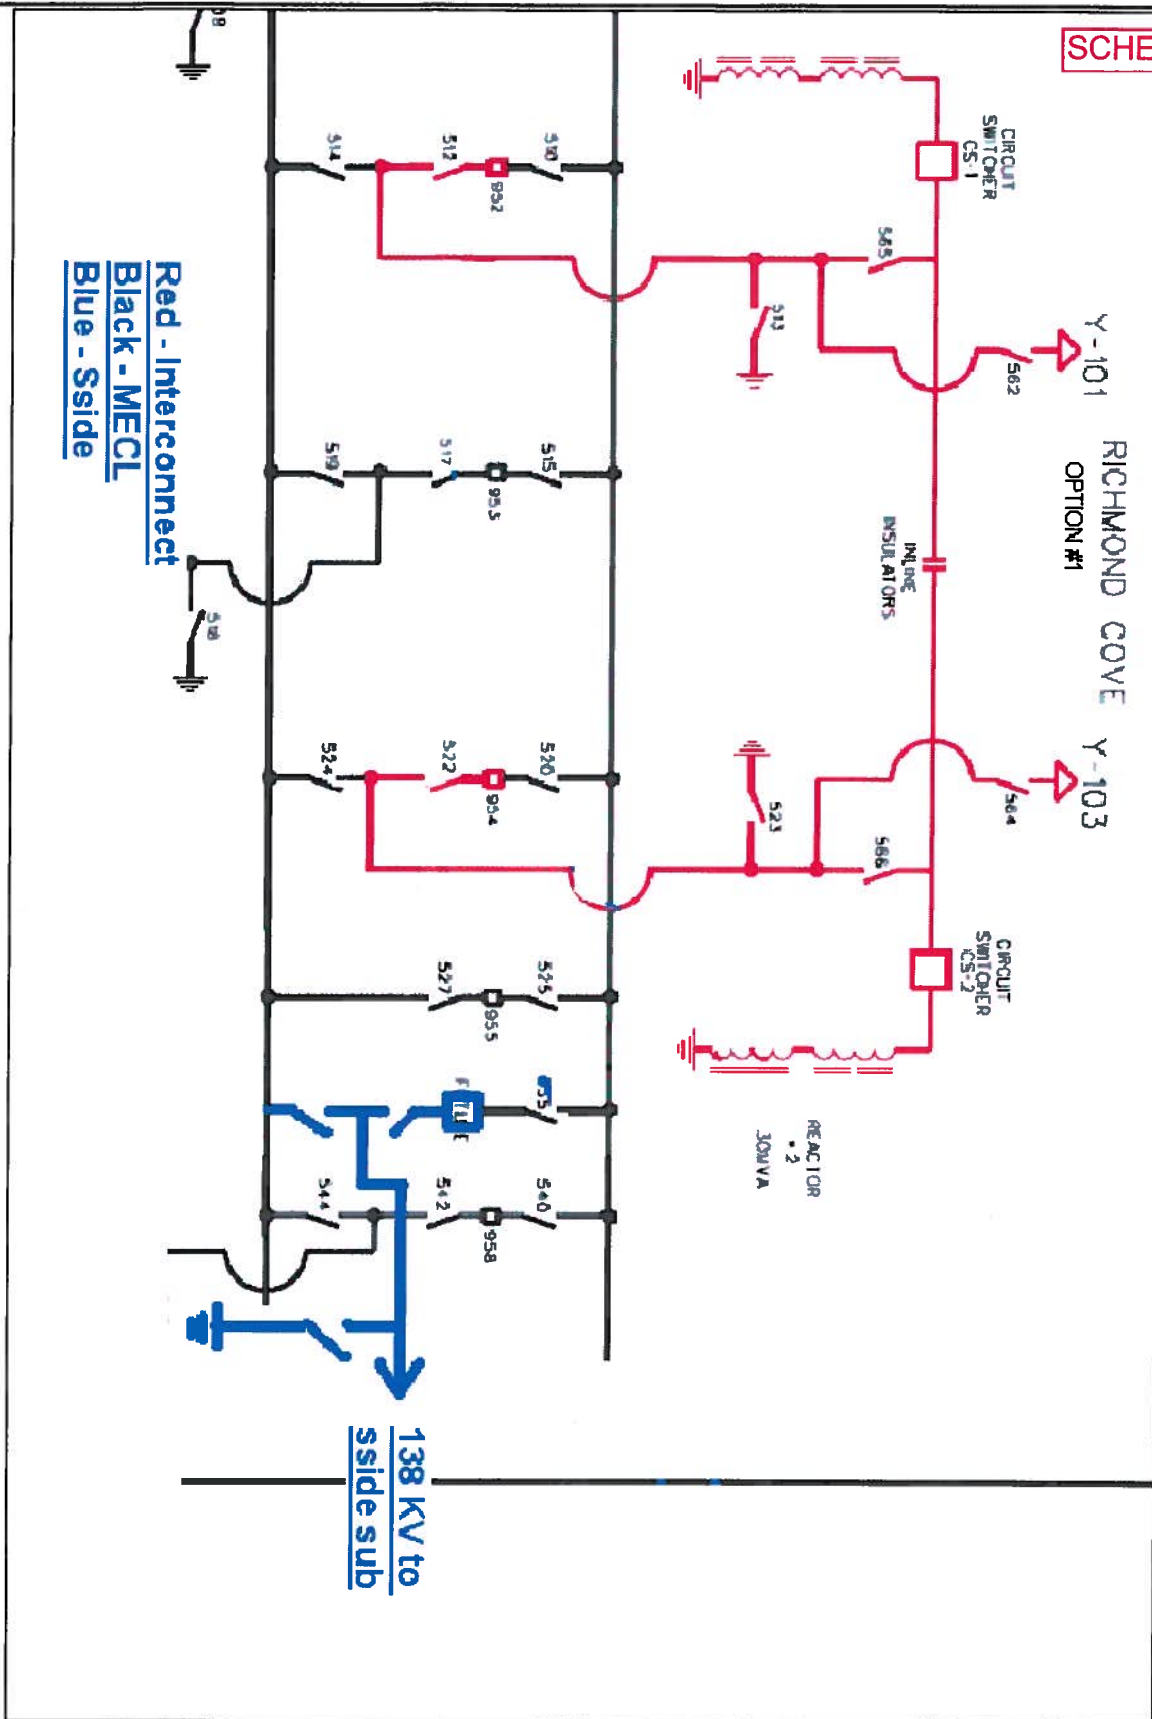 SCHE
RICHMOND COVE
OPTION #1
Y-101
Y-103
CIRCUIT
SWITCHER
CS-1
565
562
513
INLINE
INSULATORS
564
566
523
CIRCUIT
SWITCHER
CS-2
REACTOR
30MVA
510
952
512
514
515
953
517
519
518
520
954
522
524
525
955
527
535
540
958
542
544
138 KV to
sside sub
Red - Interconnect
Black - MECL
Blue - Sside